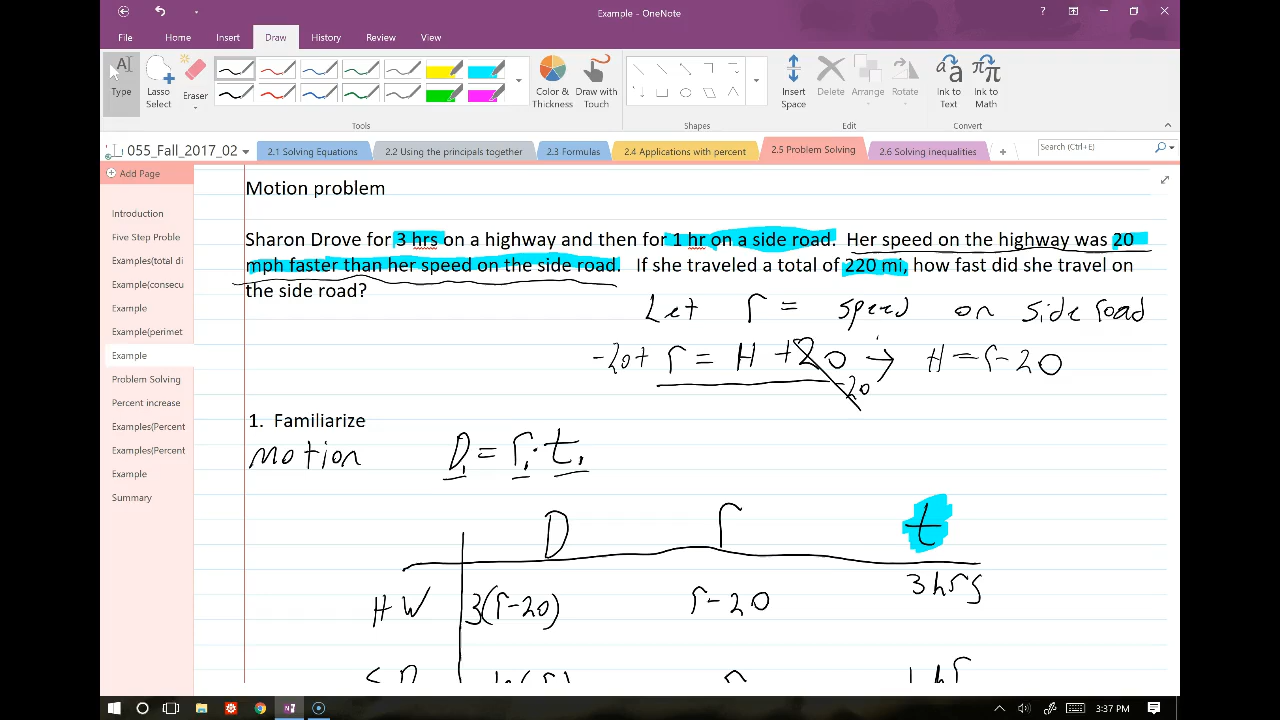 Example - OneNote
?
File Home Insert Draw History Review View
Type
Lasso Select
Eraser
Color & Thickness
Draw with Touch
Insert Space
Delete
Arrange
Rotate
Ink to Text
Ink to Math
Tools Shapes Edit Convert
055_Fall_2017_02 2.1 Solving Equations 2.2 Using the principals together 2.3 Formulas 2.4 Applications with percent 2.5 Problem Solving 2.6 Solving inequalities + Search (Ctrl+E)
Add Page
Introduction
Five Step Proble
Examples(total di
Example(consecu
Example
Example(perimet
Example
Problem Solving
Percent increase
Examples(Percent
Examples(Percent
Example
Summary
Motion problem
Sharon Drove for 3 hrs on a highway and then for 1 hr on a side road. Her speed on the highway was 20
mph faster than her speed on the side road. If she traveled a total of 220 mi, how fast did she travel on
the side road?
Let r = speed on side road
-20+ r = H +20 → H = r-20
-20
1. Familiarize
motion D₁ = r₁ · t₁
D r t
HW 3(r-20) r-20 3hrs
1 hr
3:37 PM